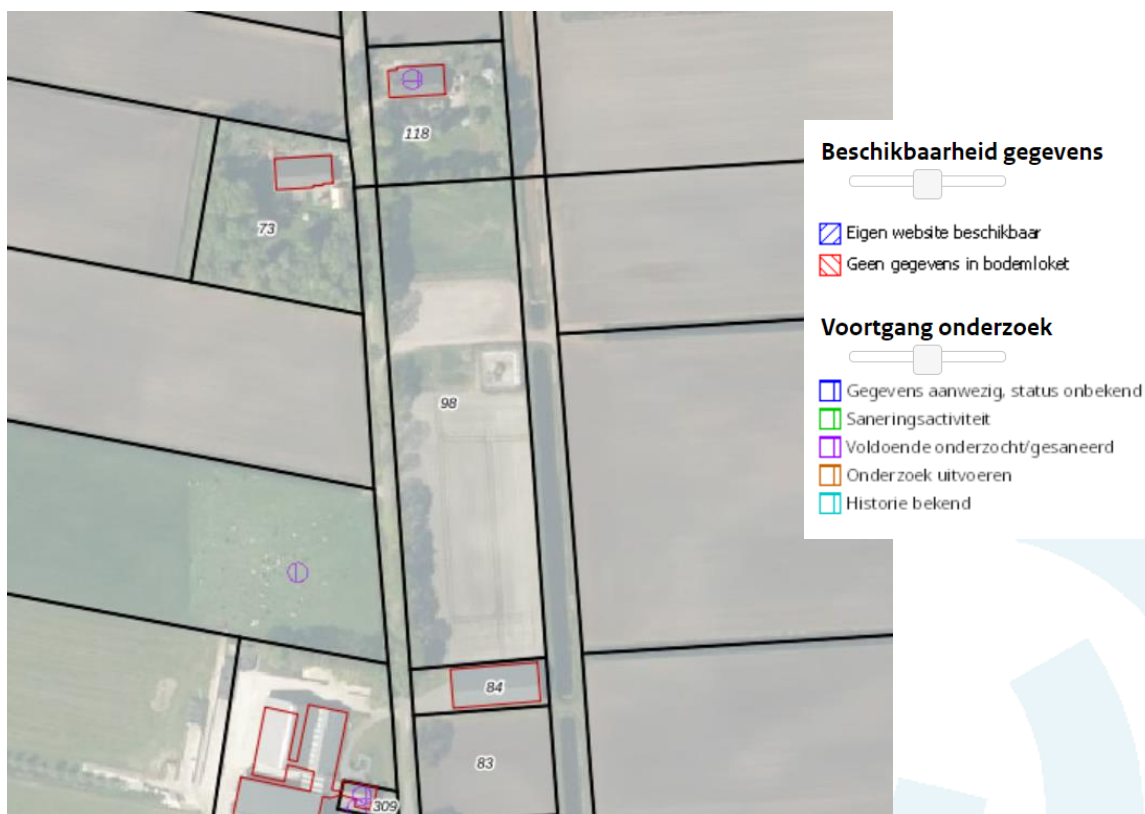 118
73
98
84
83
309
Beschikbaarheid gegevens
Eigen website beschikbaar
Geen gegevens in bodemloket
Voortgang onderzoek
Gegevens aanwezig, status onbekend
Saneringsactiviteit
Voldoende onderzocht/gesaneerd
Onderzoek uitvoeren
Historie bekend